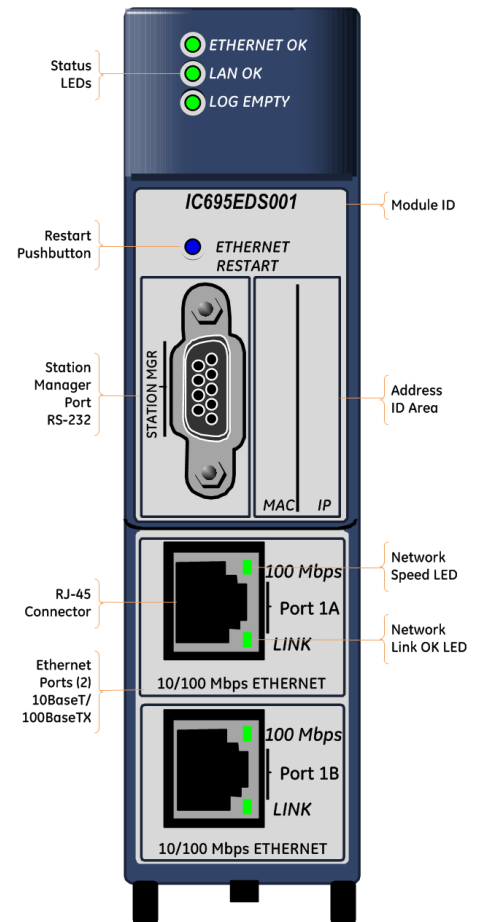 ETHERNET OK
LAN OK
LOG EMPTY
Status
LEDs
IC695EDS001
Module ID
Restart
Pushbutton
ETHERNET
RESTART
STATION MGR
Station
Manager
Port
RS-232
Address
ID Area
MAC IP
100 Mbps
Network
Speed LED
RJ-45
Connector
Port 1A
LINK
Network
Link OK LED
10/100 Mbps ETHERNET
Ethernet
Ports (2)
10BaseT/
100BaseTX
100 Mbps
Port 1B
LINK
10/100 Mbps ETHERNET